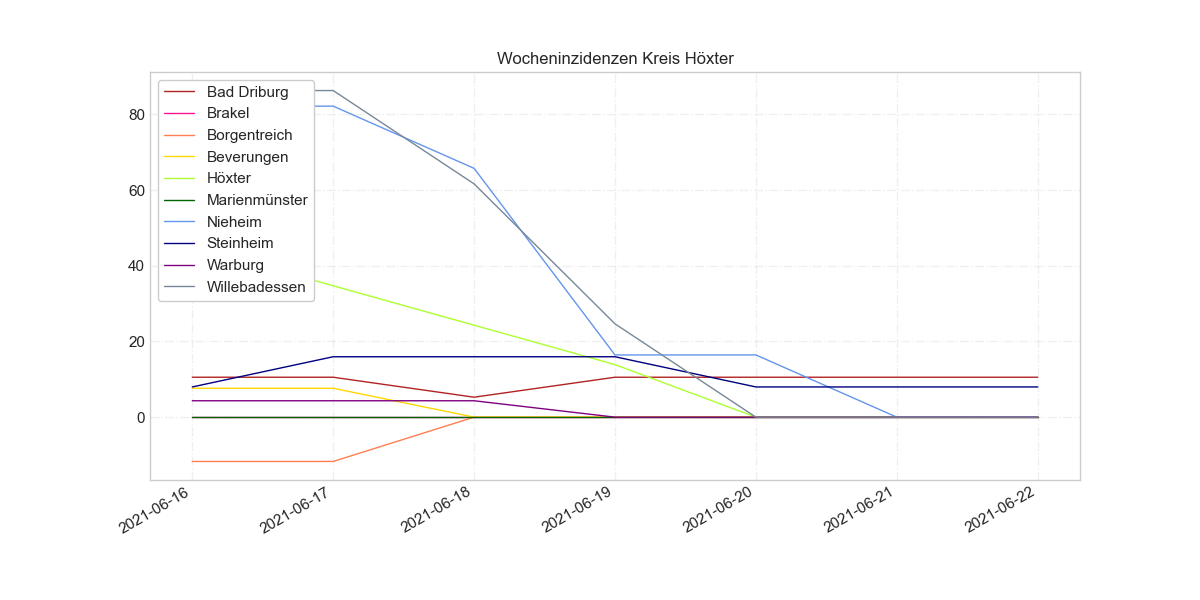 Wocheninzidenzen Kreis Höxter
Bad Driburg
Brakel
Borgentreich
Beverungen
Höxter
Marienmünster
Nieheim
Steinheim
Warburg
Willebadessen
80
60
40
20
0
2021-06-16
2021-06-17
2021-06-18
2021-06-19
2021-06-20
2021-06-21
2021-06-22